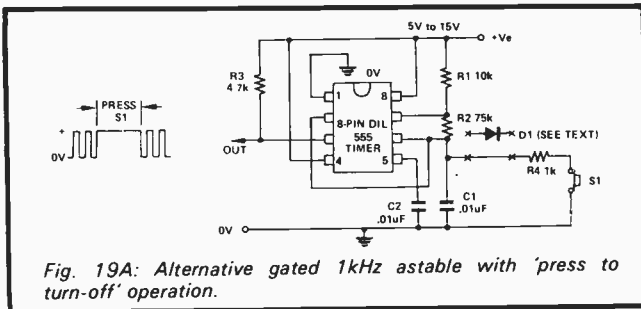 5V to 15V
+Ve
R3
4.7k
0V
R1 10k
PRESS
S1
1
8
8-PIN DIL
R2 75k
+
0V
555
TIMER
D1 (SEE TEXT)
OUT
4
5
R4 1k
C2
.01uF
C1
.01uF
S1
0V
Fig. 19A: Alternative gated 1kHz astable with 'press to
turn-off' operation.